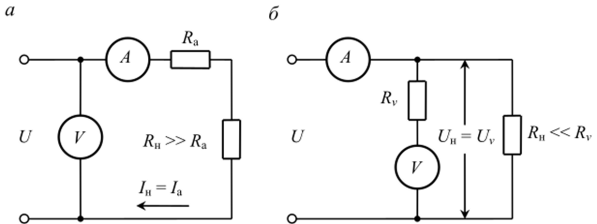 а
A
Rа
U
V
Rн >> Rа
Iн = Iа
б
A
Rv
U
V
Uн = Uv
Rн << Rv